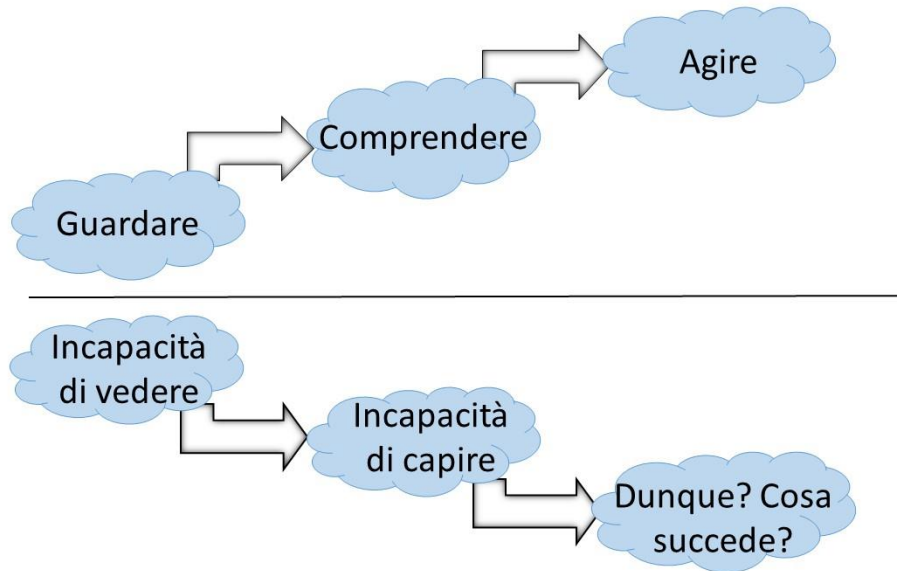 Guardare
Comprendere
Agire
Incapacità
di vedere
Incapacità
di capire
Dunque? Cosa
succede?